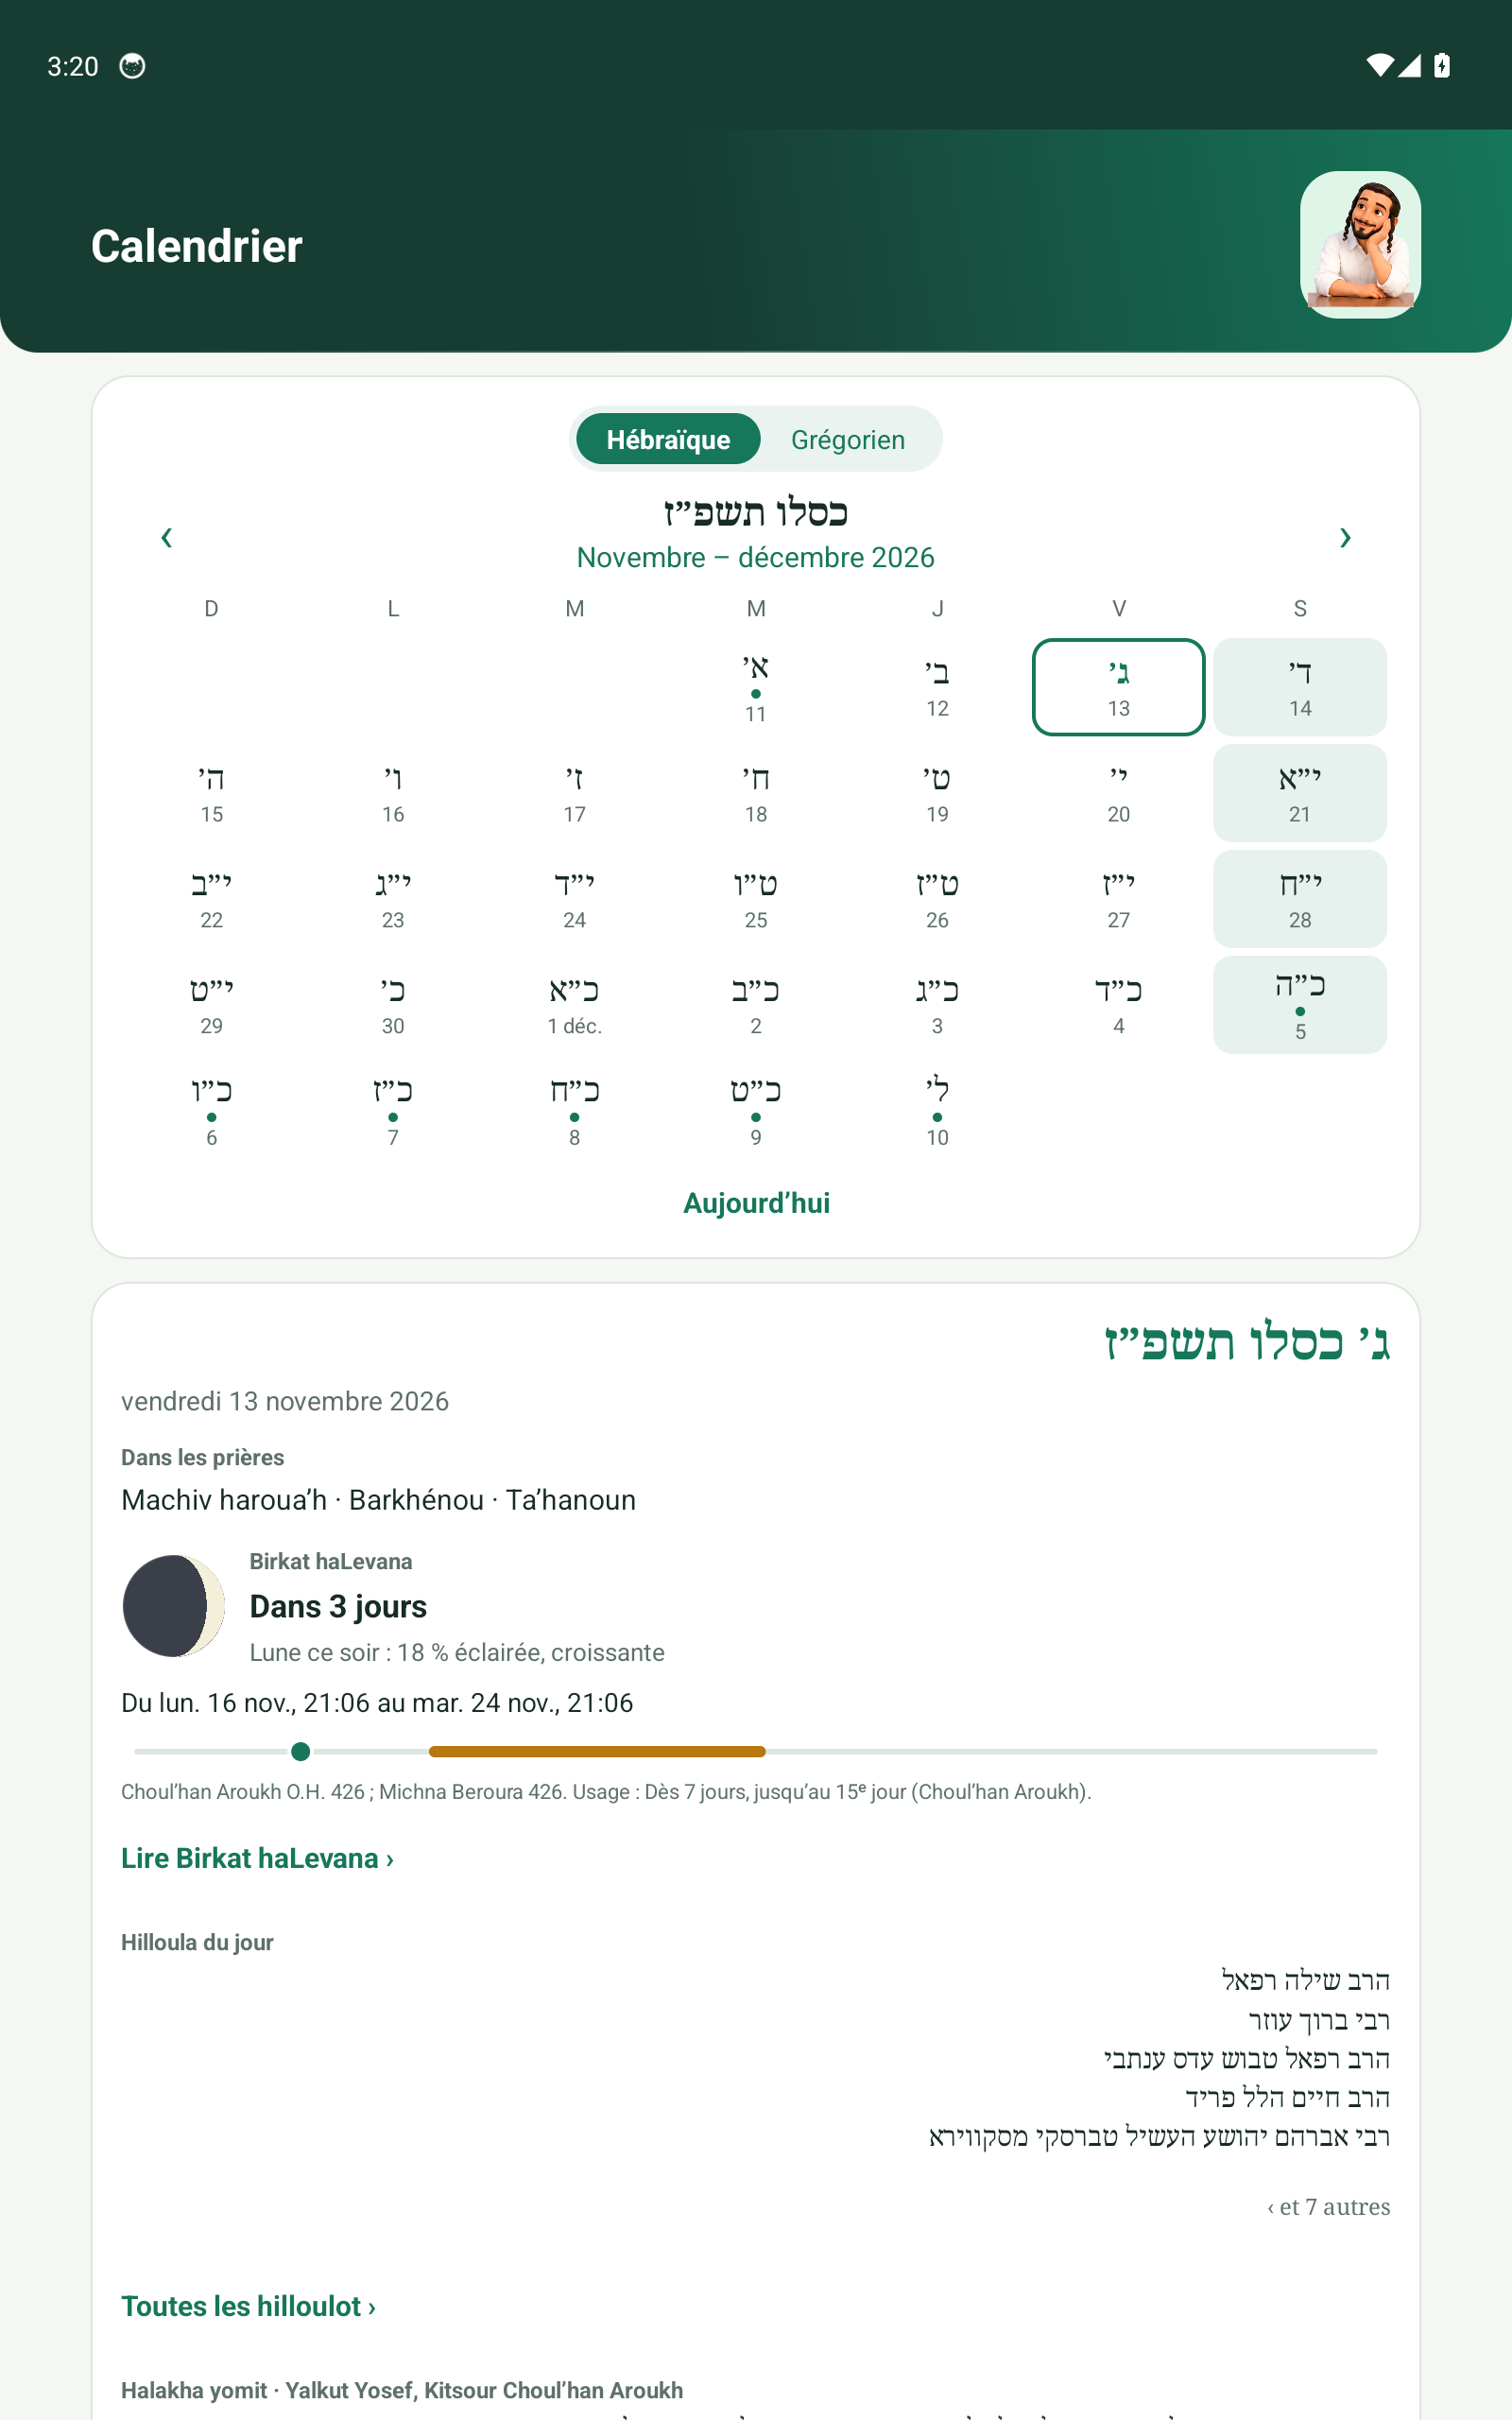 3:20
Calendrier
Hébraïque Grégorien
‹ כסלו תשפ״ז ›
Novembre – décembre 2026
D L M M J V S
א׳ ב׳ ג׳ ד׳
11 12 13 14
ה׳ ו׳ ז׳ ח׳ ט׳ י׳ י״א
15 16 17 18 19 20 21
י״ב י״ג י״ד ט״ו ט״ז י״ז י״ח
22 23 24 25 26 27 28
י״ט כ׳ כ״א כ״ב כ״ג כ״ד כ״ה
29 30 1 déc. 2 3 4 5
כ״ו כ״ז כ״ח כ״ט ל׳
6 7 8 9 10
Aujourd’hui
ג׳ כסלו תשפ״ז
vendredi 13 novembre 2026
Dans les prières
Machiv haroua’h · Barkhénou · Ta’hanoun
Birkat haLevana
Dans 3 jours
Lune ce soir : 18 % éclairée, croissante
Du lun. 16 nov., 21:06 au mar. 24 nov., 21:06
Choul’han Aroukh O.H. 426 ; Michna Beroura 426. Usage : Dès 7 jours, jusqu’au 15ᵉ jour (Choul’han Aroukh).
Lire Birkat haLevana ›
Hilloula du jour
הרב שילה רפאל
רבי ברוך עוזר
הרב רפאל טבוש עדס ענתבי
הרב חיים הלל פריד
רבי אברהם יהושע העשיל טברסקי מסקווירא
‹ et 7 autres
Toutes les hilloulot ›
Halakha yomit · Yalkut Yosef, Kitsour Choul’han Aroukh